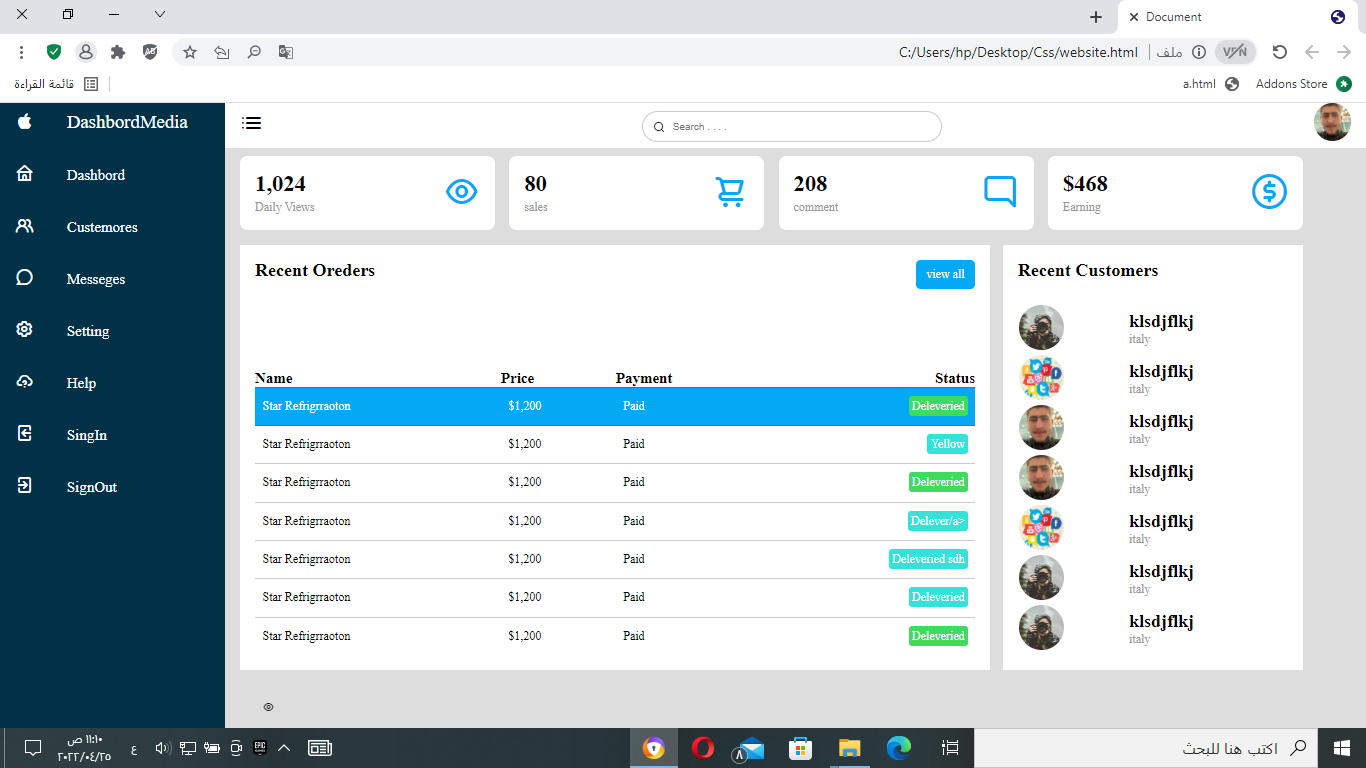 Document
C:/Users/hp/Desktop/Css/website.html
ملف
VPN
قائمة القراءة
a.html
Addons Store
DashbordMedia
Search . . . .
Dashbord
Custemores
Messeges
Setting
Help
SingIn
SignOut
1,024
Daily Views
80
sales
208
comment
$468
Earning
Recent Oreders
view all
Name Price Payment Status
Star Refrigrraoton $1,200 Paid Deleveried
Star Refrigrraoton $1,200 Paid Yellow
Star Refrigrraoton $1,200 Paid Deleveried
Star Refrigrraoton $1,200 Paid Delever/a>
Star Refrigrraoton $1,200 Paid Deleveried sdh
Star Refrigrraoton $1,200 Paid Deleveried
Star Refrigrraoton $1,200 Paid Deleveried
Recent Customers
klsdjflkj
italy
klsdjflkj
italy
klsdjflkj
italy
klsdjflkj
italy
klsdjflkj
italy
klsdjflkj
italy
klsdjflkj
italy
١١:١٠ ص
٢٠٢٢/٠٤/٢٥
ع
EPIC
٨
اكتب هنا للبحث